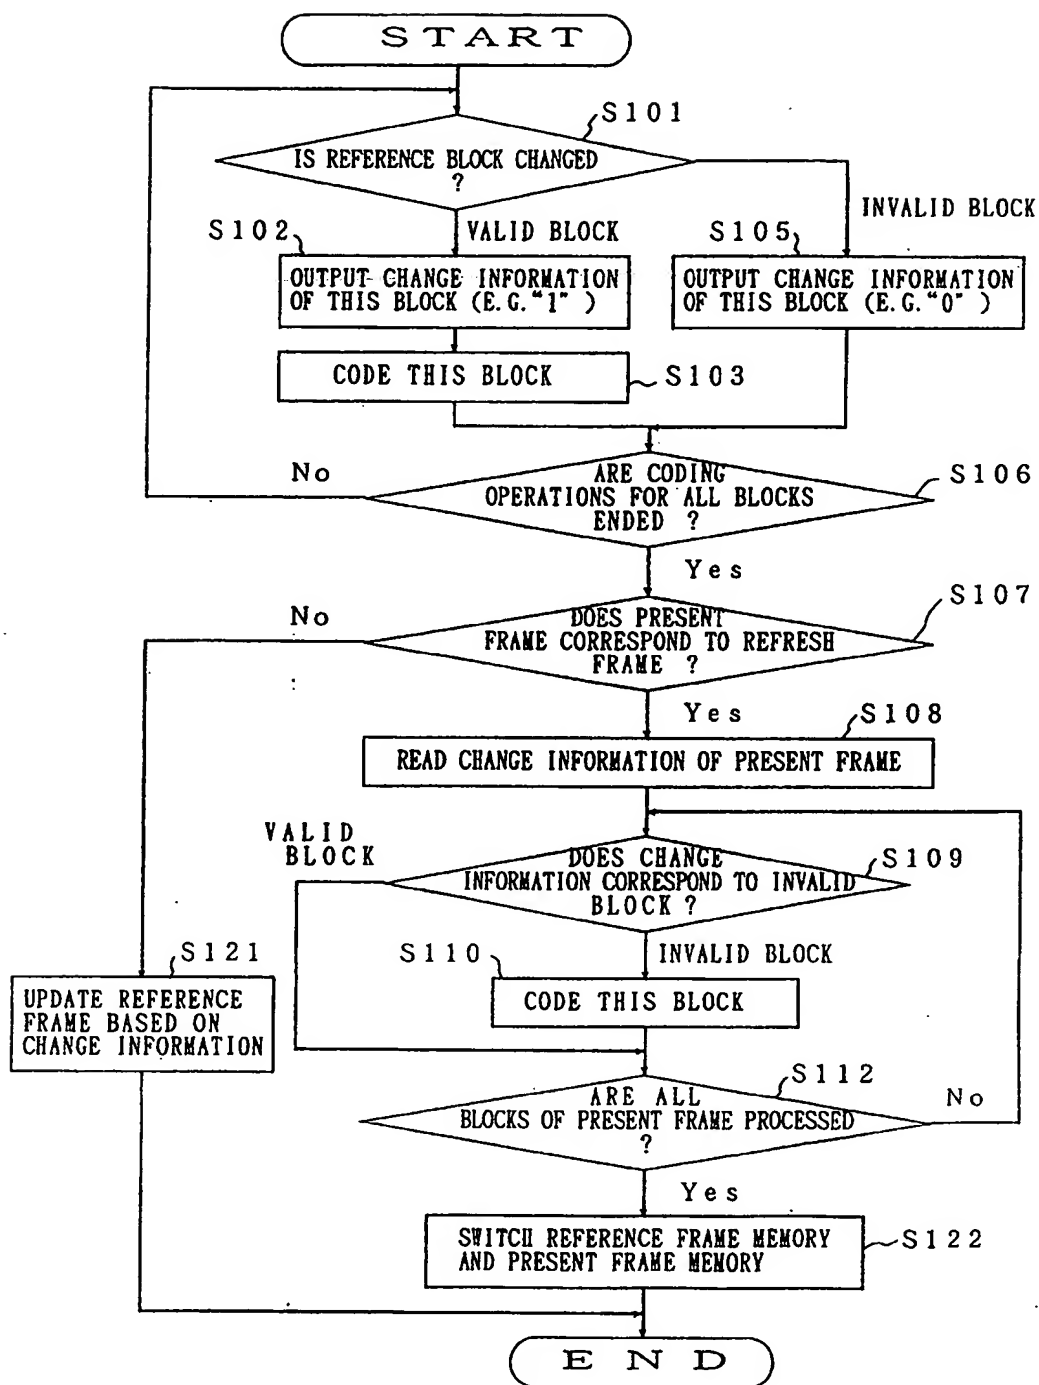 START
S101
IS REFERENCE BLOCK CHANGED
?
INVALID BLOCK
S102
VALID BLOCK
S105
OUTPUT CHANGE INFORMATION
OF THIS BLOCK (E.G. "1" )
OUTPUT CHANGE INFORMATION
OF THIS BLOCK (E.G. "0" )
CODE THIS BLOCK
S103
No
ARE CODING
OPERATIONS FOR ALL BLOCKS
ENDED ?
S106
Yes
S107
No
DOES PRESENT
FRAME CORRESPOND TO REFRESH
FRAME ?
Yes
S108
READ CHANGE INFORMATION OF PRESENT FRAME
VALID
BLOCK
DOES CHANGE
INFORMATION CORRESPOND TO INVALID
BLOCK ?
S109
S110
INVALID BLOCK
CODE THIS BLOCK
S121
UPDATE REFERENCE
FRAME BASED ON
CHANGE INFORMATION
S112
ARE ALL
BLOCKS OF PRESENT FRAME PROCESSED
?
No
Yes
SWITCH REFERENCE FRAME MEMORY
AND PRESENT FRAME MEMORY
S122
END